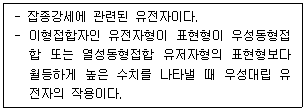 - 잡종강세에 관련된 유전자이다.
- 이형접합자인 유전자형이 표현형이 우성동형접
합 또는 열성동형접합 유저자형의 표현형보다
월등하게 높은 수치를 나타낼 때 우성대립 유
전자의 작용이다.